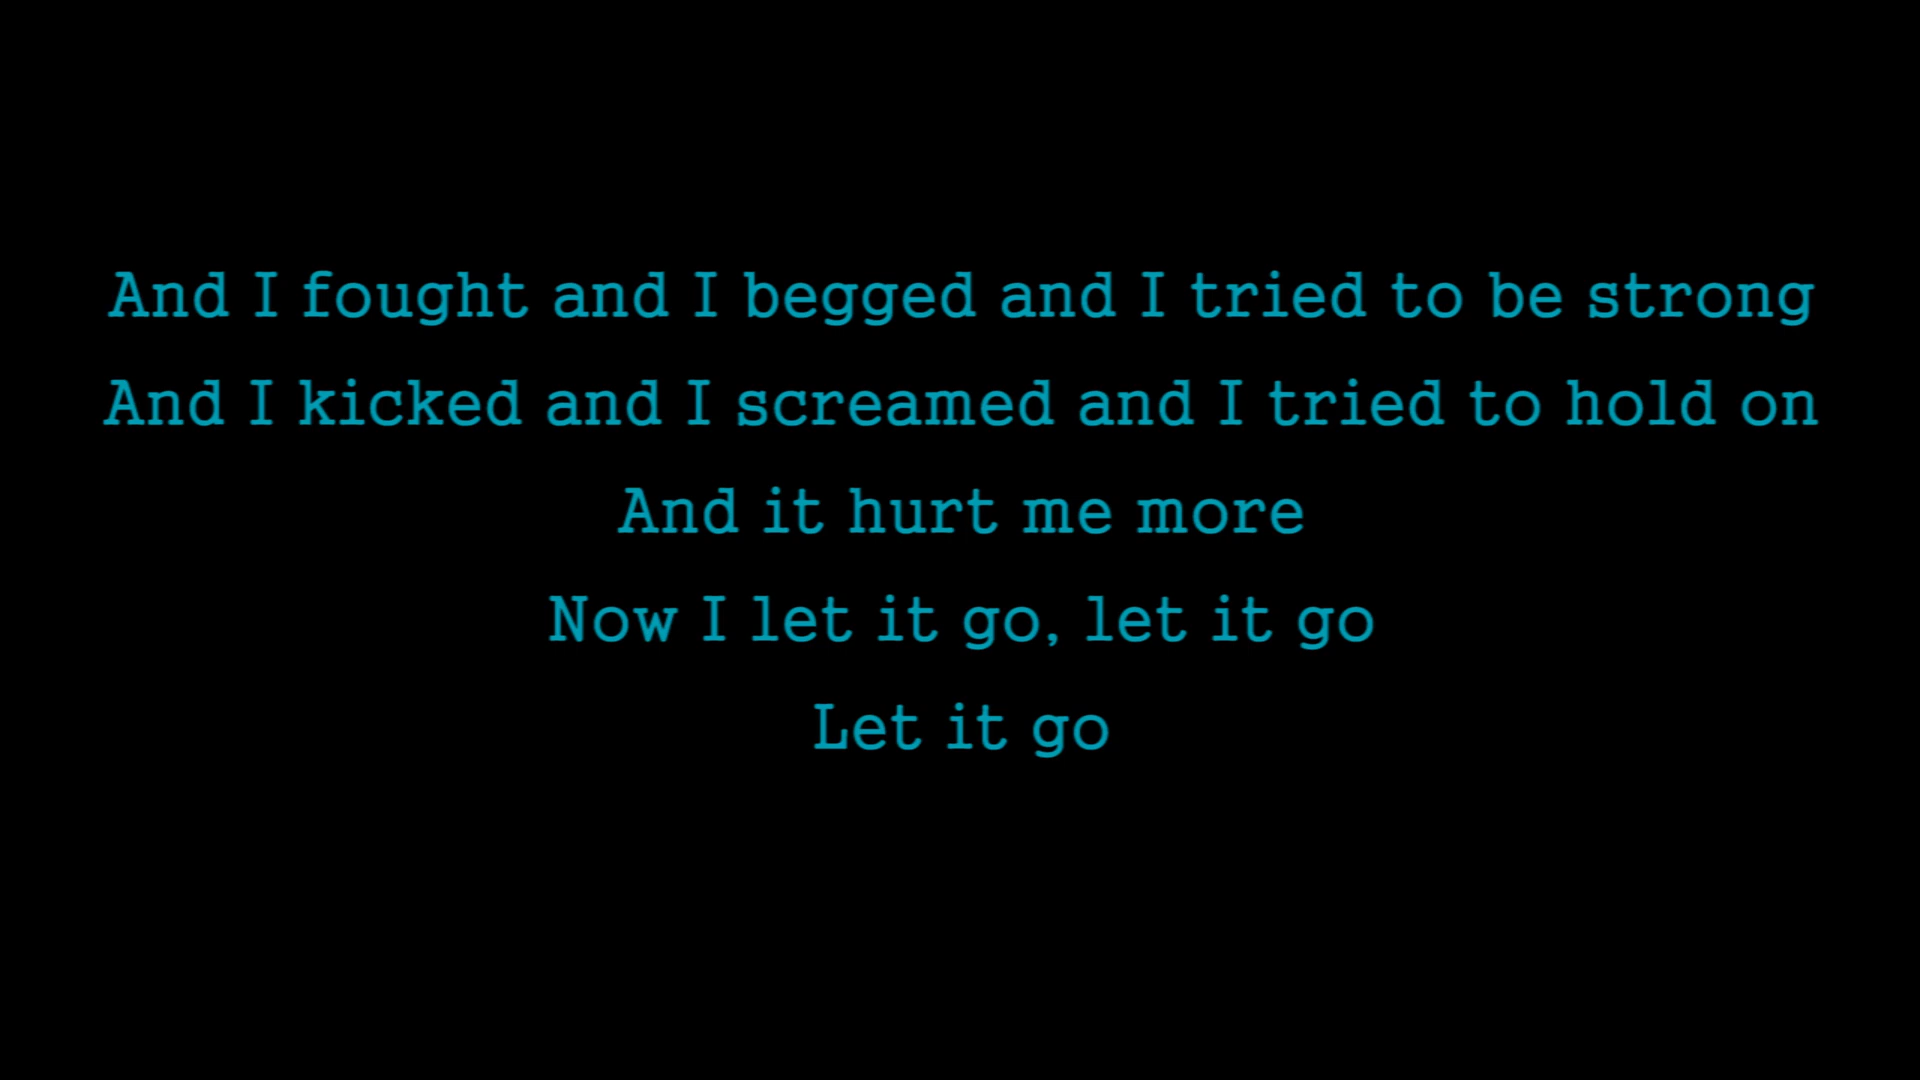 And I fought and I begged and I tried to be strong
And I kicked and I screamed and I tried to hold on
And it hurt me more
Now I let it go, let it go
Let it go